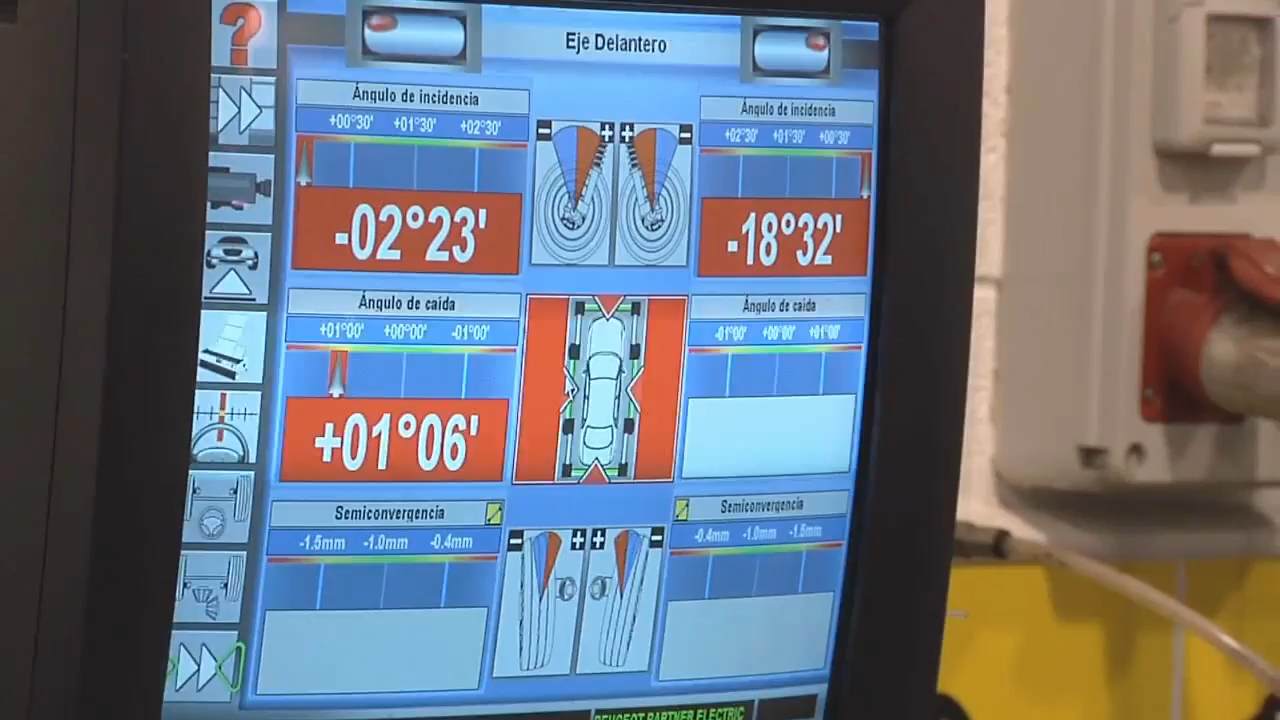 Eje Delantero
Ángulo de incidencia
+00°30' +01°30' +02°30'
-02°23'
Ángulo de incidencia
+02°30' +01°30' +00°30'
-18°32'
Ángulo de caída
+01°00' +00°00' -01°00'
+01°06'
Ángulo de caída
-01°00' +00°00' +01°00'
Semiconvergencia
-1.5mm -1.0mm -0.4mm
Semiconvergencia
-0.4mm -1.0mm -1.5mm
PEUGEOT PARTNER ELECTRIC